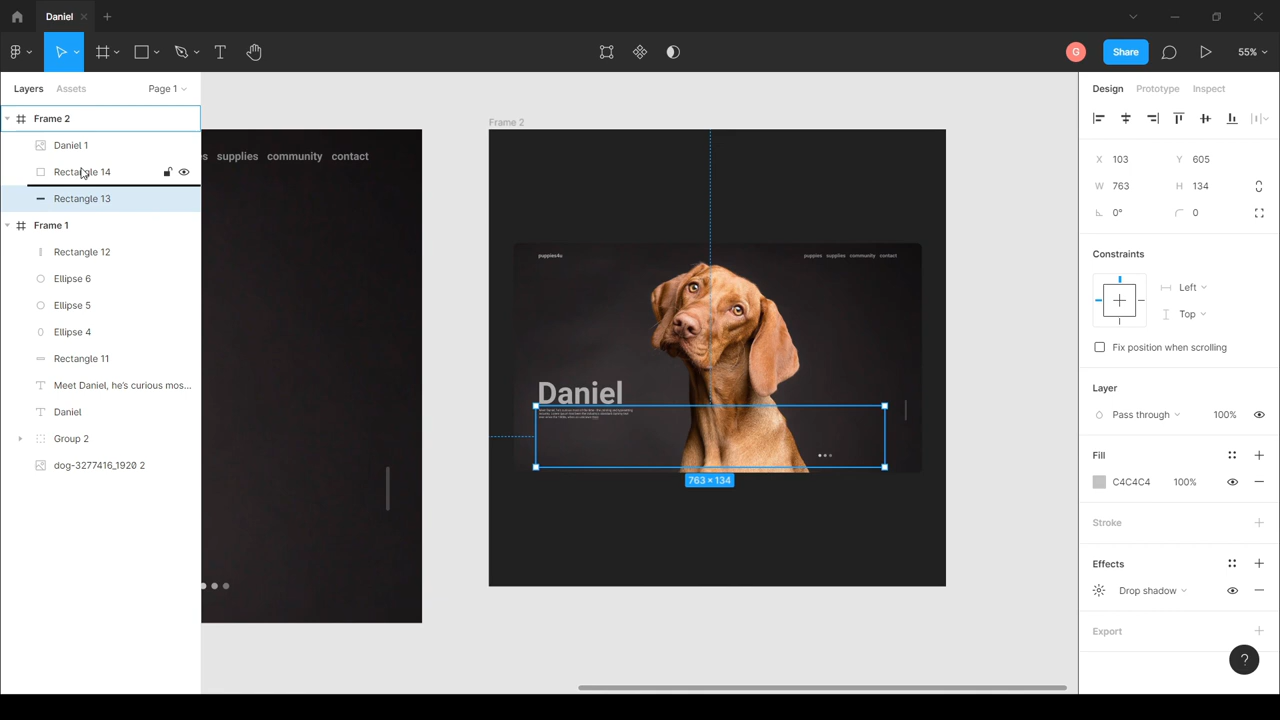 Daniel
55%
Share
G
Layers
Assets
Page 1
Design
Prototype
Inspect
Frame 2
Daniel 1
Rectangle 14
Rectangle 13
Frame 1
Rectangle 12
Ellipse 6
Ellipse 5
Ellipse 4
Rectangle 11
Meet Daniel, he's curious mos...
Daniel
Group 2
dog-3277416_1920 2
s supplies community contact
Frame 2
puppies4u
puppies supplies community contact
Daniel
763 × 134
X 103
Y 605
W 763
H 134
0°
0
Constraints
Left
Top
Fix position when scrolling
Layer
Pass through
100%
Fill
C4C4C4
100%
Stroke
Effects
Drop shadow
Export
?